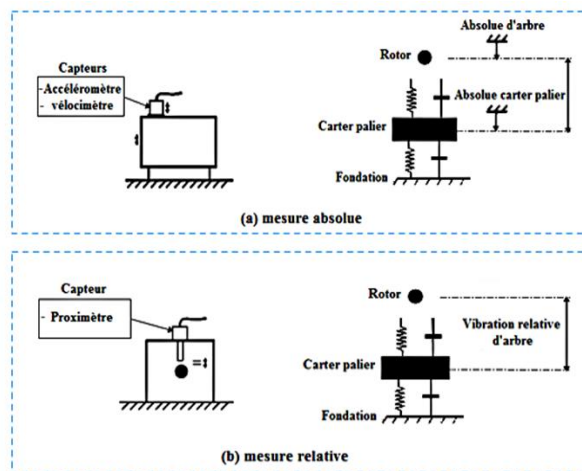 Absolue d'arbre
Rotor
Capteurs
-Accéléromètre
- vélocimètre
Absolue carter palier
Carter palier
Fondation
(a) mesure absolue
Capteur
- Proximètre
Rotor
Vibration relative
d'arbre
Carter palier
Fondation
(b) mesure relative